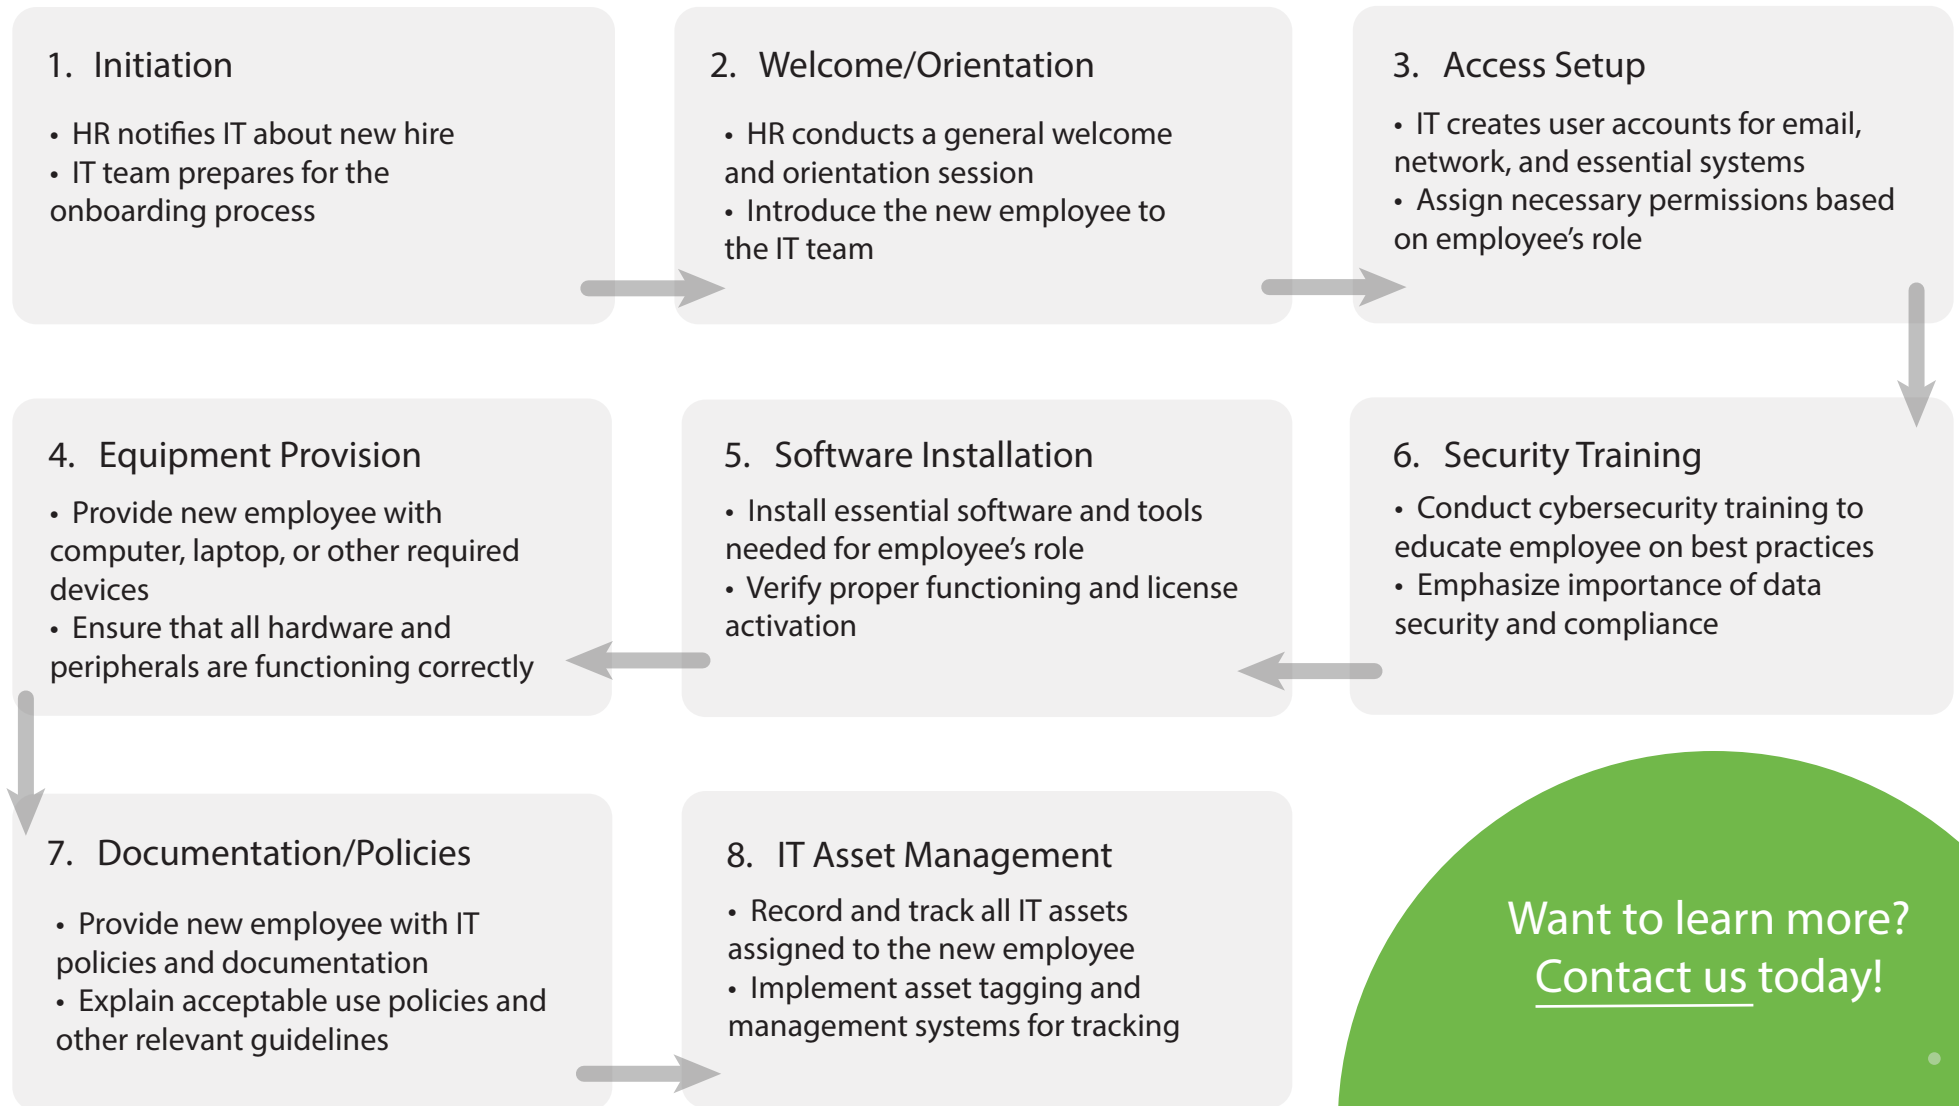 1. Initiation
• HR notifies IT about new hire
• IT team prepares for the
onboarding process
2. Welcome/Orientation
• HR conducts a general welcome
and orientation session
• Introduce the new employee to
the IT team
3. Access Setup
• IT creates user accounts for email,
network, and essential systems
• Assign necessary permissions based
on employee’s role
4. Equipment Provision
• Provide new employee with
computer, laptop, or other required
devices
• Ensure that all hardware and
peripherals are functioning correctly
5. Software Installation
• Install essential software and tools
needed for employee’s role
• Verify proper functioning and license
activation
6. Security Training
• Conduct cybersecurity training to
educate employee on best practices
• Emphasize importance of data
security and compliance
7. Documentation/Policies
• Provide new employee with IT
policies and documentation
• Explain acceptable use policies and
other relevant guidelines
8. IT Asset Management
• Record and track all IT assets
assigned to the new employee
• Implement asset tagging and
management systems for tracking
Want to learn more?
Contact us today!